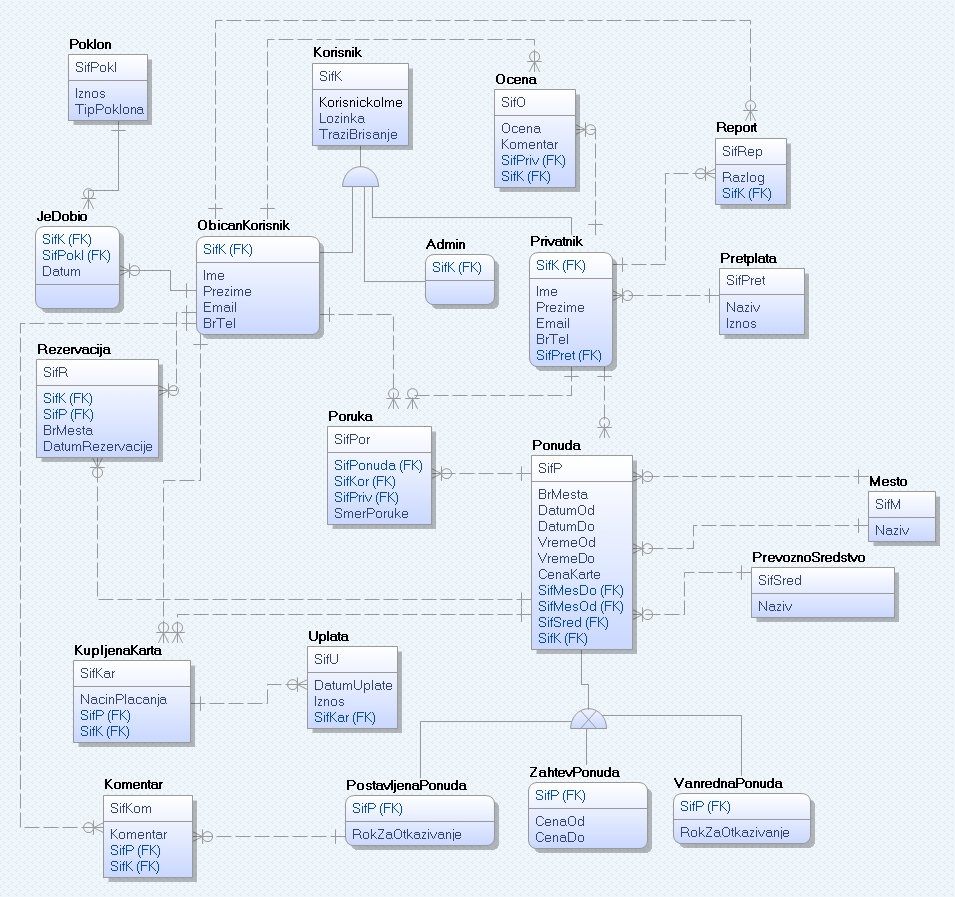 Poklon
SifPokl
Iznos
TipPoklona
Korisnik
SifK
KorisnickoIme
Lozinka
TraziBrisanje
Ocena
SifO
Ocena
Komentar
SifPriv (FK)
SifK (FK)
Report
SifRep
Razlog
SifK (FK)
JeDobio
SifK (FK)
SifPokl (FK)
Datum
ObicanKorisnik
SifK (FK)
Ime
Prezime
Email
BrTel
Admin
SifK (FK)
Privatnik
SifK (FK)
Ime
Prezime
Email
BrTel
SifPret (FK)
Pretplata
SifPret
Naziv
Iznos
Rezervacija
SifR
SifK (FK)
SifP (FK)
BrMesta
DatumRezervacije
Poruka
SifPor
SifPonuda (FK)
SifKor (FK)
SifPriv (FK)
SmerPoruke
Ponuda
SifP
BrMesta
DatumOd
DatumDo
VremeOd
VremeDo
CenaKarte
SifMesDo (FK)
SifMesOd (FK)
SifSred (FK)
SifK (FK)
Mesto
SifM
Naziv
PrevoznoSredstvo
SifSred
Naziv
KupljenaKarta
SifKar
NacinPlacanja
SifP (FK)
SifK (FK)
Uplata
SifU
DatumUplate
Iznos
SifKar (FK)
Komentar
SifKom
Komentar
SifP (FK)
SifK (FK)
PostavljenaPonuda
SifP (FK)
RokZaOtkazivanje
ZahtevPonuda
SifP (FK)
CenaOd
CenaDo
VanrednaPonuda
SifP (FK)
RokZaOtkazivanje